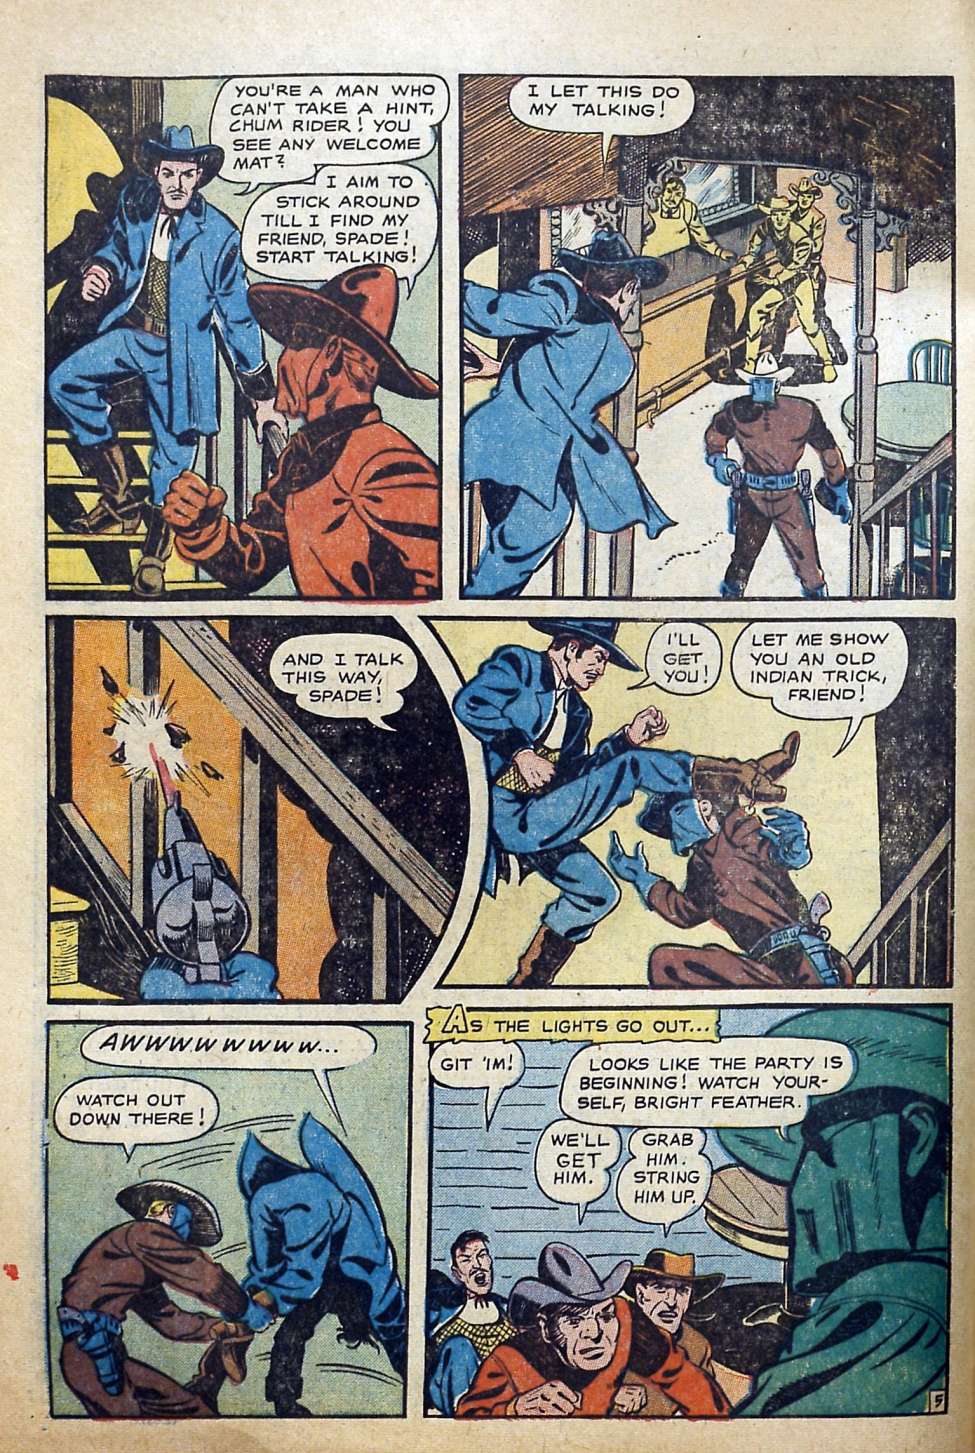 YOU'RE A MAN WHO
CAN'T TAKE A HINT,
CHUM RIDER! YOU
SEE ANY WELCOME
MAT?
I AIM TO
STICK AROUND
TILL I FIND MY
FRIEND, SPADE!
START TALKING!
I LET THIS DO
MY TALKING!
AND I TALK
THIS WAY,
SPADE!
I'LL
GET
YOU!
LET ME SHOW
YOU AN OLD
INDIAN TRICK,
FRIEND!
AWWWWWWWWW...
WATCH OUT
DOWN THERE!
AS THE LIGHTS GO OUT...
GIT 'IM!
LOOKS LIKE THE PARTY IS
BEGINNING! WATCH YOUR-
SELF, BRIGHT FEATHER.
WE'LL
GET
HIM.
GRAB
HIM.
STRING
HIM UP.
5